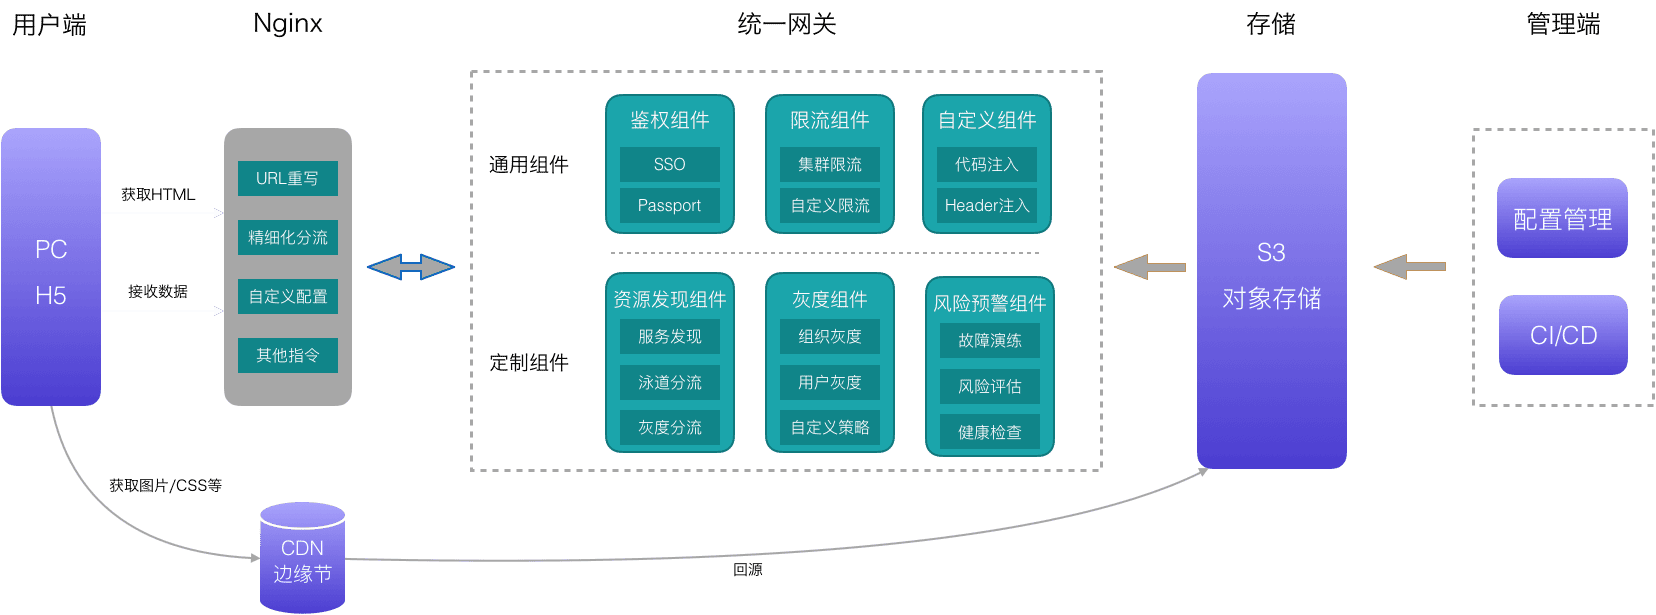 用户端
Nginx
统一网关
存储
管理端
PC
H5
获取HTML
接收数据
URL重写
精细化分流
自定义配置
其他指令
通用组件
鉴权组件
SSO
Passport
限流组件
集群限流
自定义限流
自定义组件
代码注入
Header注入
定制组件
资源发现组件
服务发现
泳道分流
灰度分流
灰度组件
组织灰度
用户灰度
自定义策略
风险预警组件
故障演练
风险评估
健康检查
S3
对象存储
配置管理
CI/CD
获取图片/CSS等
CDN
边缘节
回源